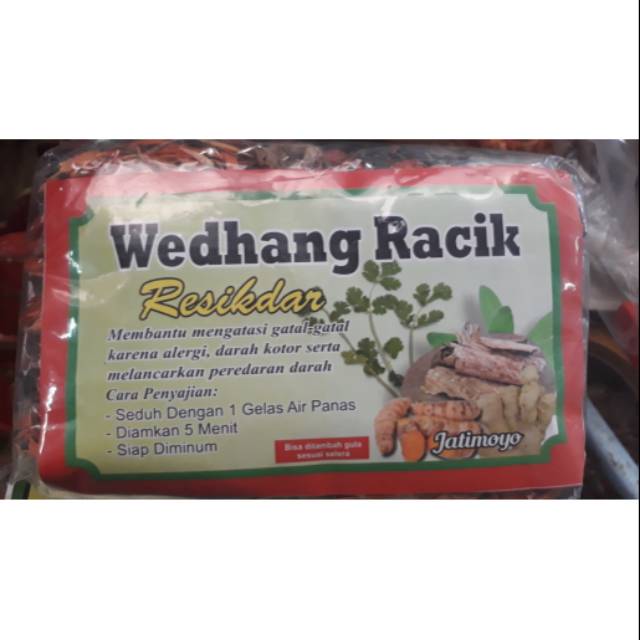 Wedhang Racik
Resikdar
Membantu mengatasi gatal-gatal
karena alergi, darah kotor serta
melancarkan peredaran darah
Cara Penyajian:
- Seduh Dengan 1 Gelas Air Panas
- Diamkan 5 Menit
- Siap Diminum
Bisa ditambah gula
sesuai selera
Jatimoyo